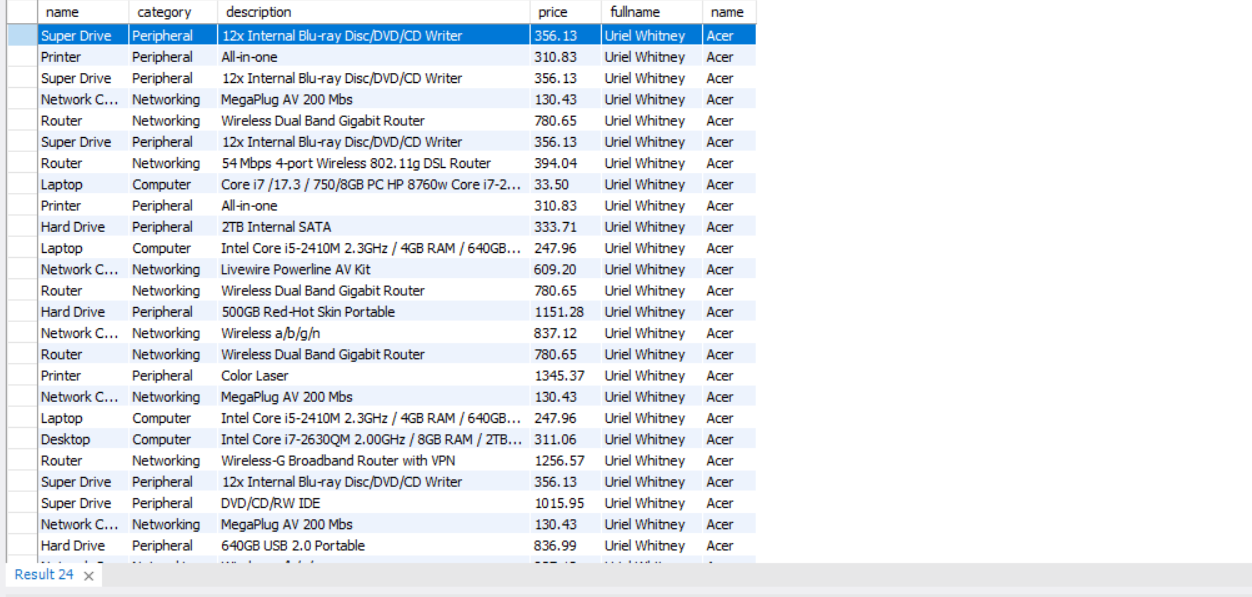 name category description price fullname name
Super Drive Peripheral 12x Internal Blu-ray Disc/DVD/CD Writer 356.13 Uriel Whitney Acer
Printer Peripheral All-in-one 310.83 Uriel Whitney Acer
Super Drive Peripheral 12x Internal Blu-ray Disc/DVD/CD Writer 356.13 Uriel Whitney Acer
Network C... Networking MegaPlug AV 200 Mbs 130.43 Uriel Whitney Acer
Router Networking Wireless Dual Band Gigabit Router 780.65 Uriel Whitney Acer
Super Drive Peripheral 12x Internal Blu-ray Disc/DVD/CD Writer 356.13 Uriel Whitney Acer
Router Networking 54 Mbps 4-port Wireless 802.11g DSL Router 394.04 Uriel Whitney Acer
Laptop Computer Core i7 /17.3 / 750/8GB PC HP 8760w Core i7-2... 33.50 Uriel Whitney Acer
Printer Peripheral All-in-one 310.83 Uriel Whitney Acer
Hard Drive Peripheral 2TB Internal SATA 333.71 Uriel Whitney Acer
Laptop Computer Intel Core i5-2410M 2.3GHz / 4GB RAM / 640GB... 247.96 Uriel Whitney Acer
Network C... Networking Livewire Powerline AV Kit 609.20 Uriel Whitney Acer
Router Networking Wireless Dual Band Gigabit Router 780.65 Uriel Whitney Acer
Hard Drive Peripheral 500GB Red-Hot Skin Portable 1151.28 Uriel Whitney Acer
Network C... Networking Wireless a/b/g/n 837.12 Uriel Whitney Acer
Router Networking Wireless Dual Band Gigabit Router 780.65 Uriel Whitney Acer
Printer Peripheral Color Laser 1345.37 Uriel Whitney Acer
Network C... Networking MegaPlug AV 200 Mbs 130.43 Uriel Whitney Acer
Laptop Computer Intel Core i5-2410M 2.3GHz / 4GB RAM / 640GB... 247.96 Uriel Whitney Acer
Desktop Computer Intel Core i7-2630QM 2.00GHz / 8GB RAM / 2TB... 311.06 Uriel Whitney Acer
Router Networking Wireless-G Broadband Router with VPN 1256.57 Uriel Whitney Acer
Super Drive Peripheral 12x Internal Blu-ray Disc/DVD/CD Writer 356.13 Uriel Whitney Acer
Super Drive Peripheral DVD/CD/RW IDE 1015.95 Uriel Whitney Acer
Network C... Networking MegaPlug AV 200 Mbs 130.43 Uriel Whitney Acer
Hard Drive Peripheral 640GB USB 2.0 Portable 836.99 Uriel Whitney Acer
Result 24